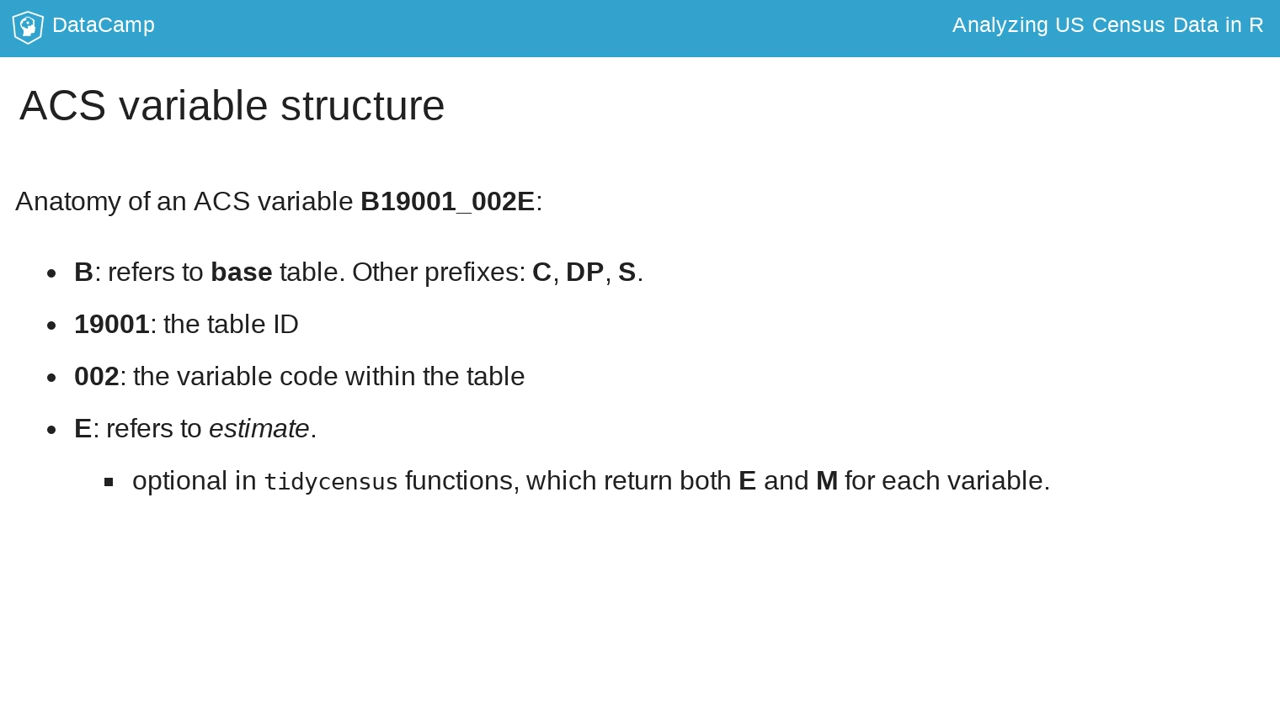 DataCamp
Analyzing US Census Data in R
ACS variable structure
Anatomy of an ACS variable B19001_002E:
B: refers to base table. Other prefixes: C, DP, S.
19001: the table ID
002: the variable code within the table
E: refers to estimate.
optional in tidycensus functions, which return both E and M for each variable.